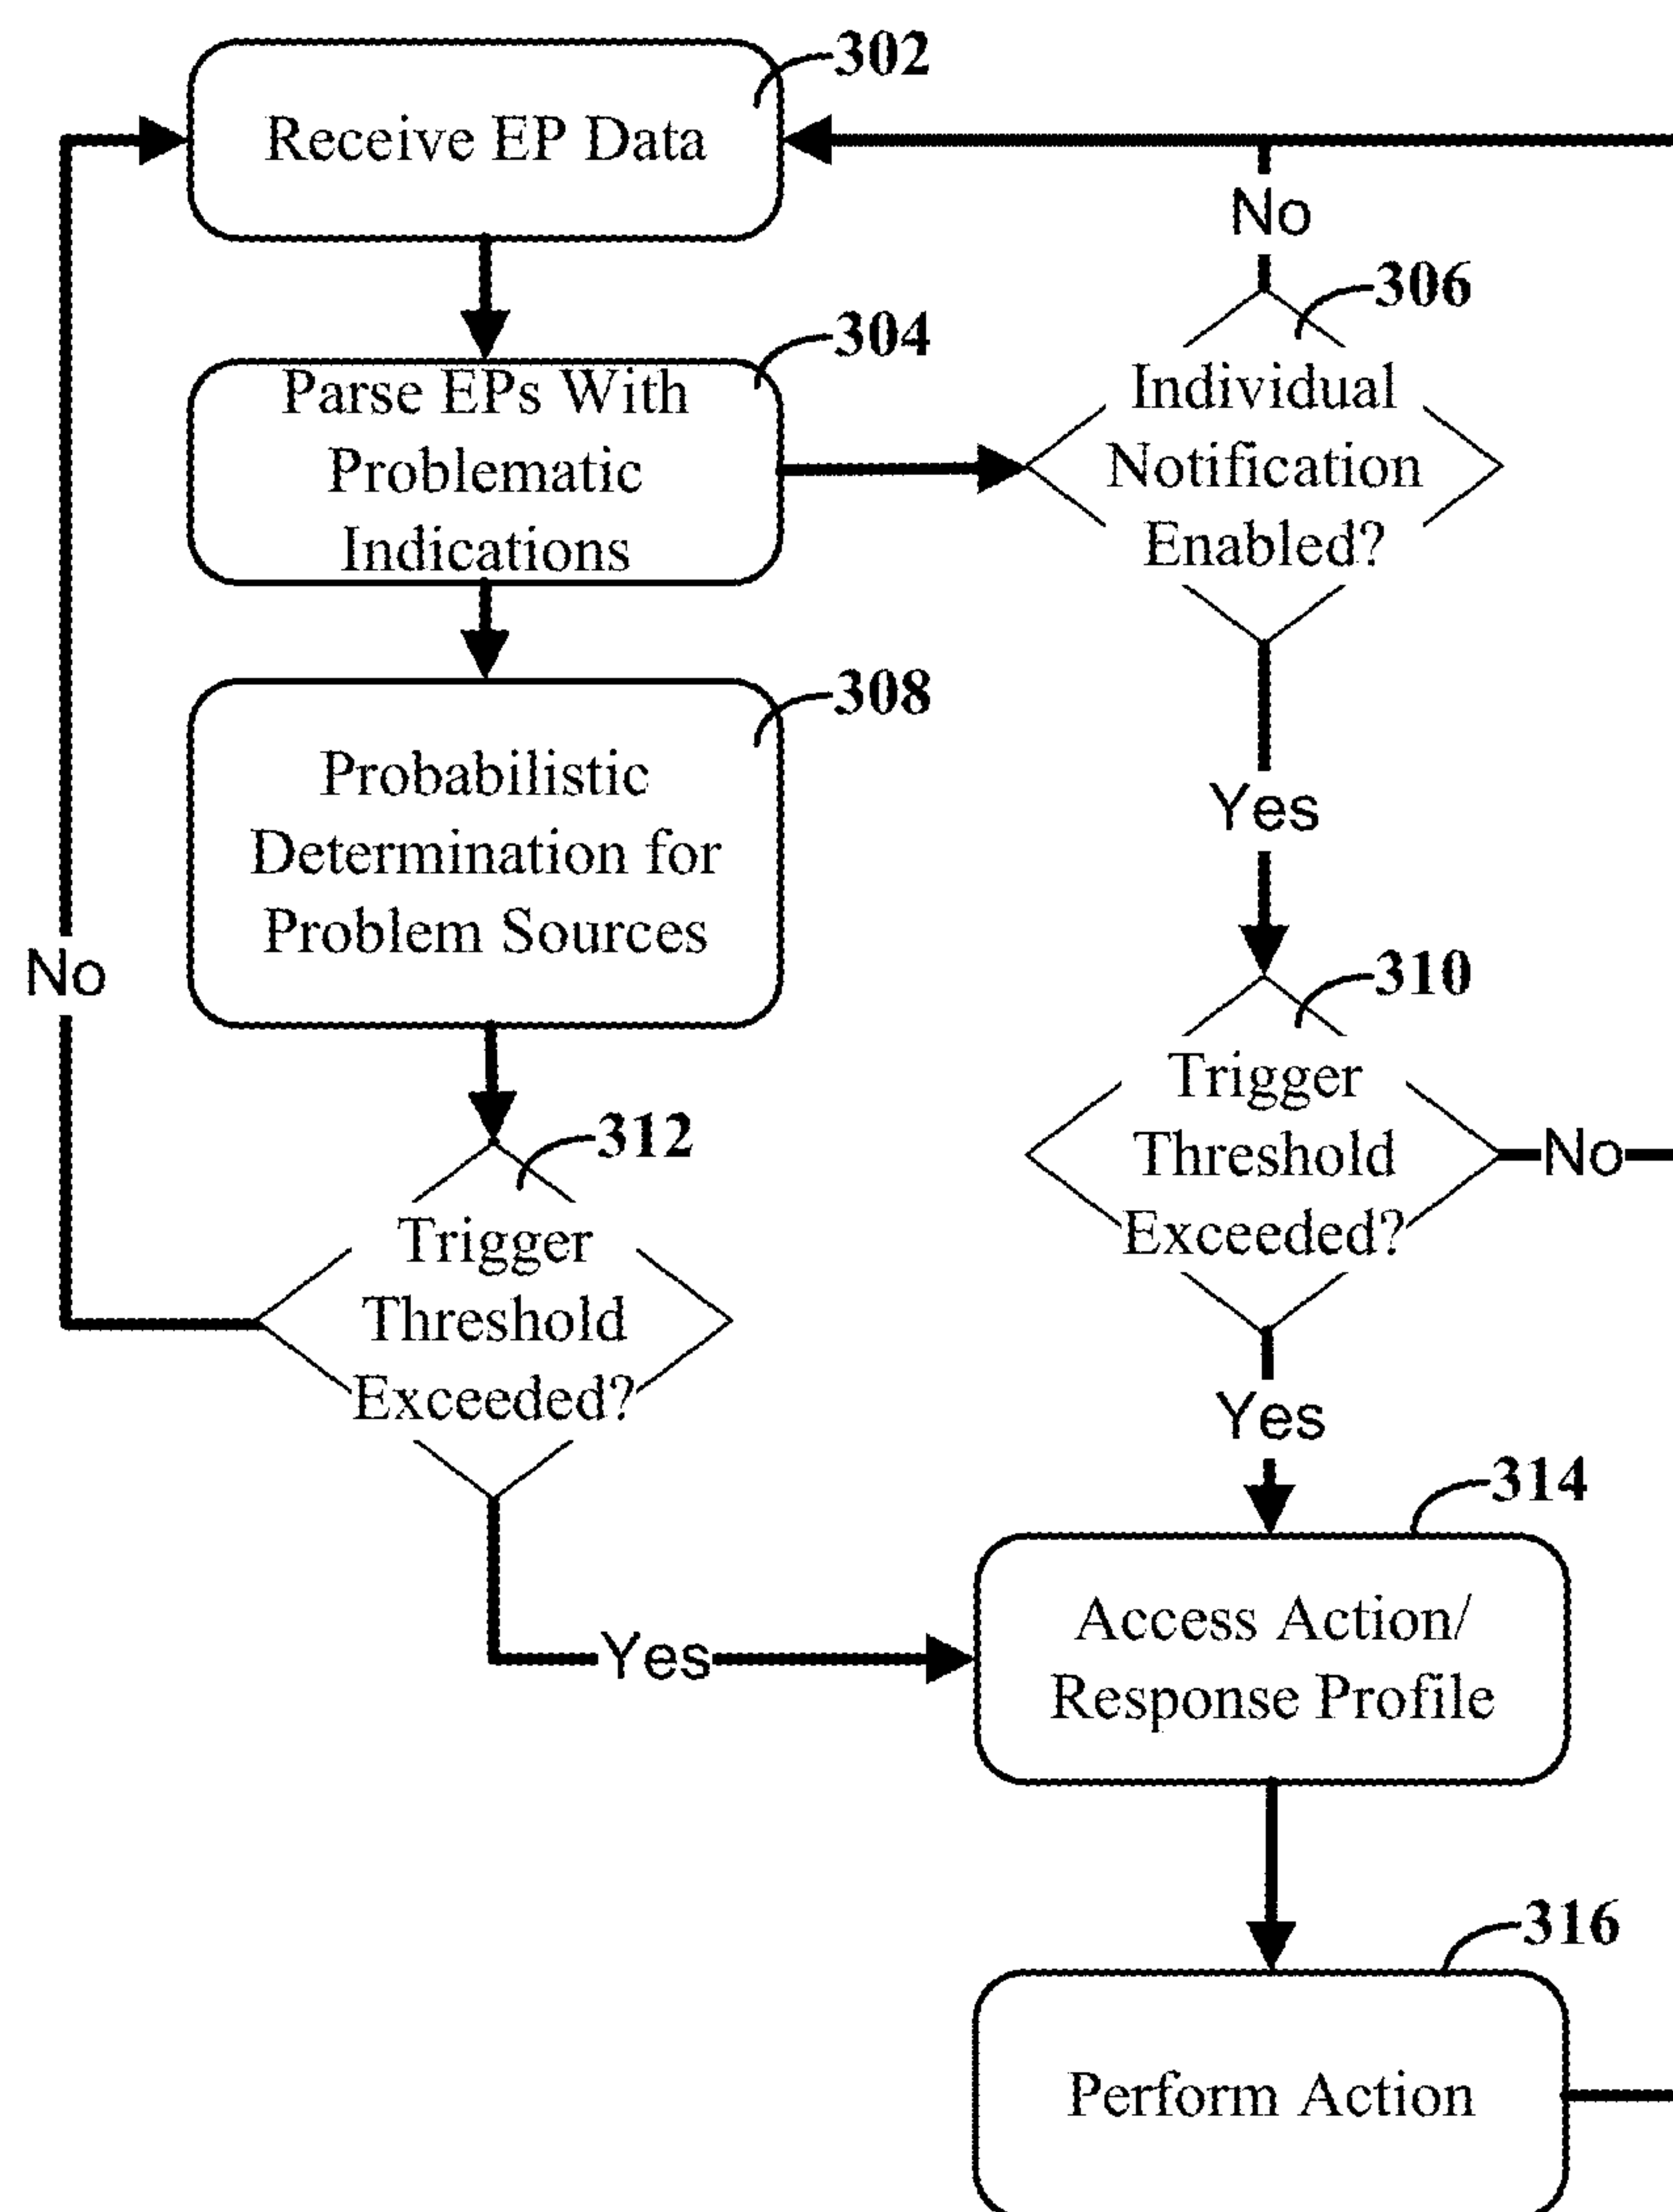 302
Receive EP Data
No
306
304
Parse EPs With
Problematic
Indications
Individual
Notification
Enabled?
308
Probabilistic
Determination for
Problem Sources
Yes
No
310
Trigger
Threshold
Exceeded?
No
312
Trigger
Threshold
Exceeded?
Yes
314
Access Action/
Response Profile
Yes
316
Perform Action